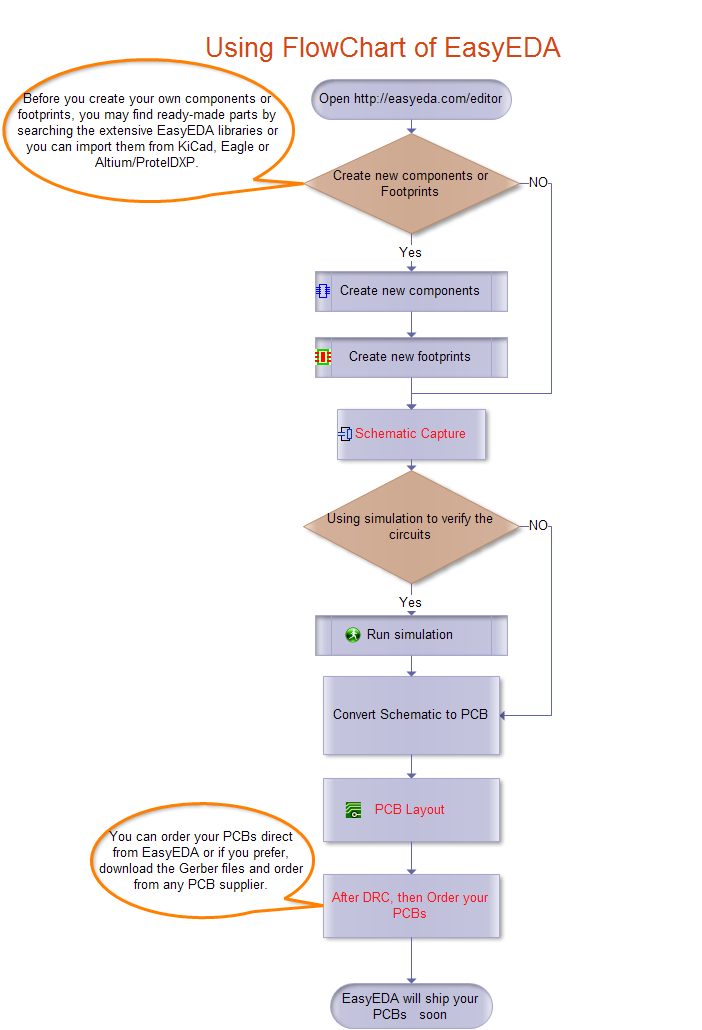 Using FlowChart of EasyEDA
Before you create your own components or
footprints, you may find ready-made parts by
searching the extensive EasyEDA libraries or
you can import them from KiCad, Eagle or
Altium/ProtelDXP.
Open http://easyeda.com/editor
Create new components or
Footprints
NO
Yes
Create new components
Create new footprints
Schematic Capture
Using simulation to verify the
circuits
NO
Yes
Run simulation
Convert Schematic to PCB
PCB Layout
You can order your PCBs direct
from EasyEDA or if you prefer,
download the Gerber files and order
from any PCB supplier.
After DRC, then Order your
PCBs
EasyEDA will ship your
PCBs soon